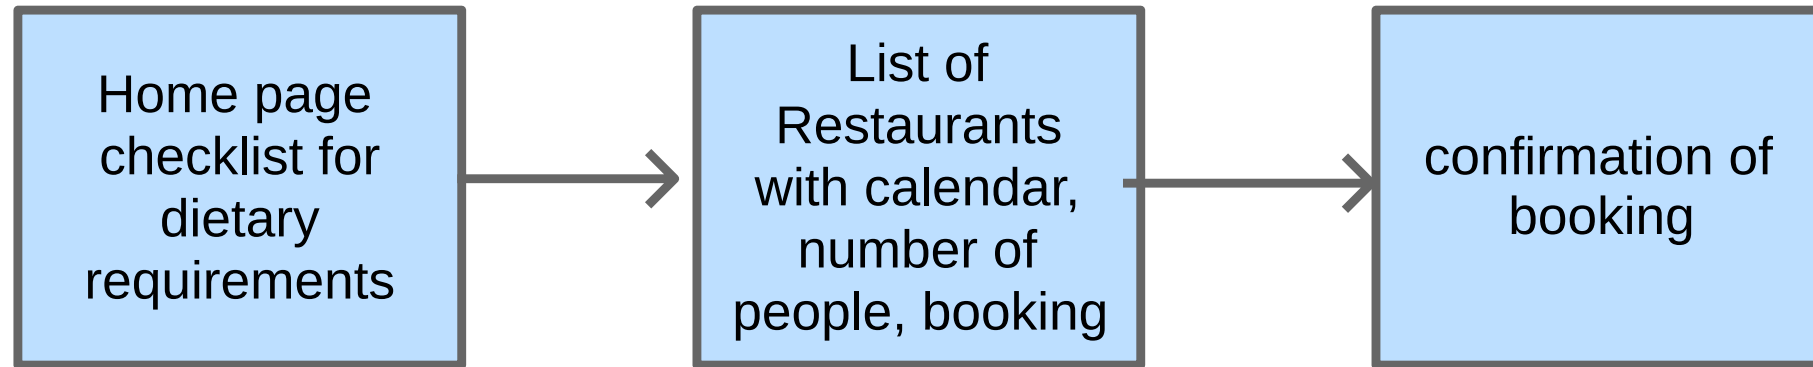 Home page
checklist for
dietary
requirements
List of
Restaurants
with calendar,
number of
people, booking
confirmation of
booking